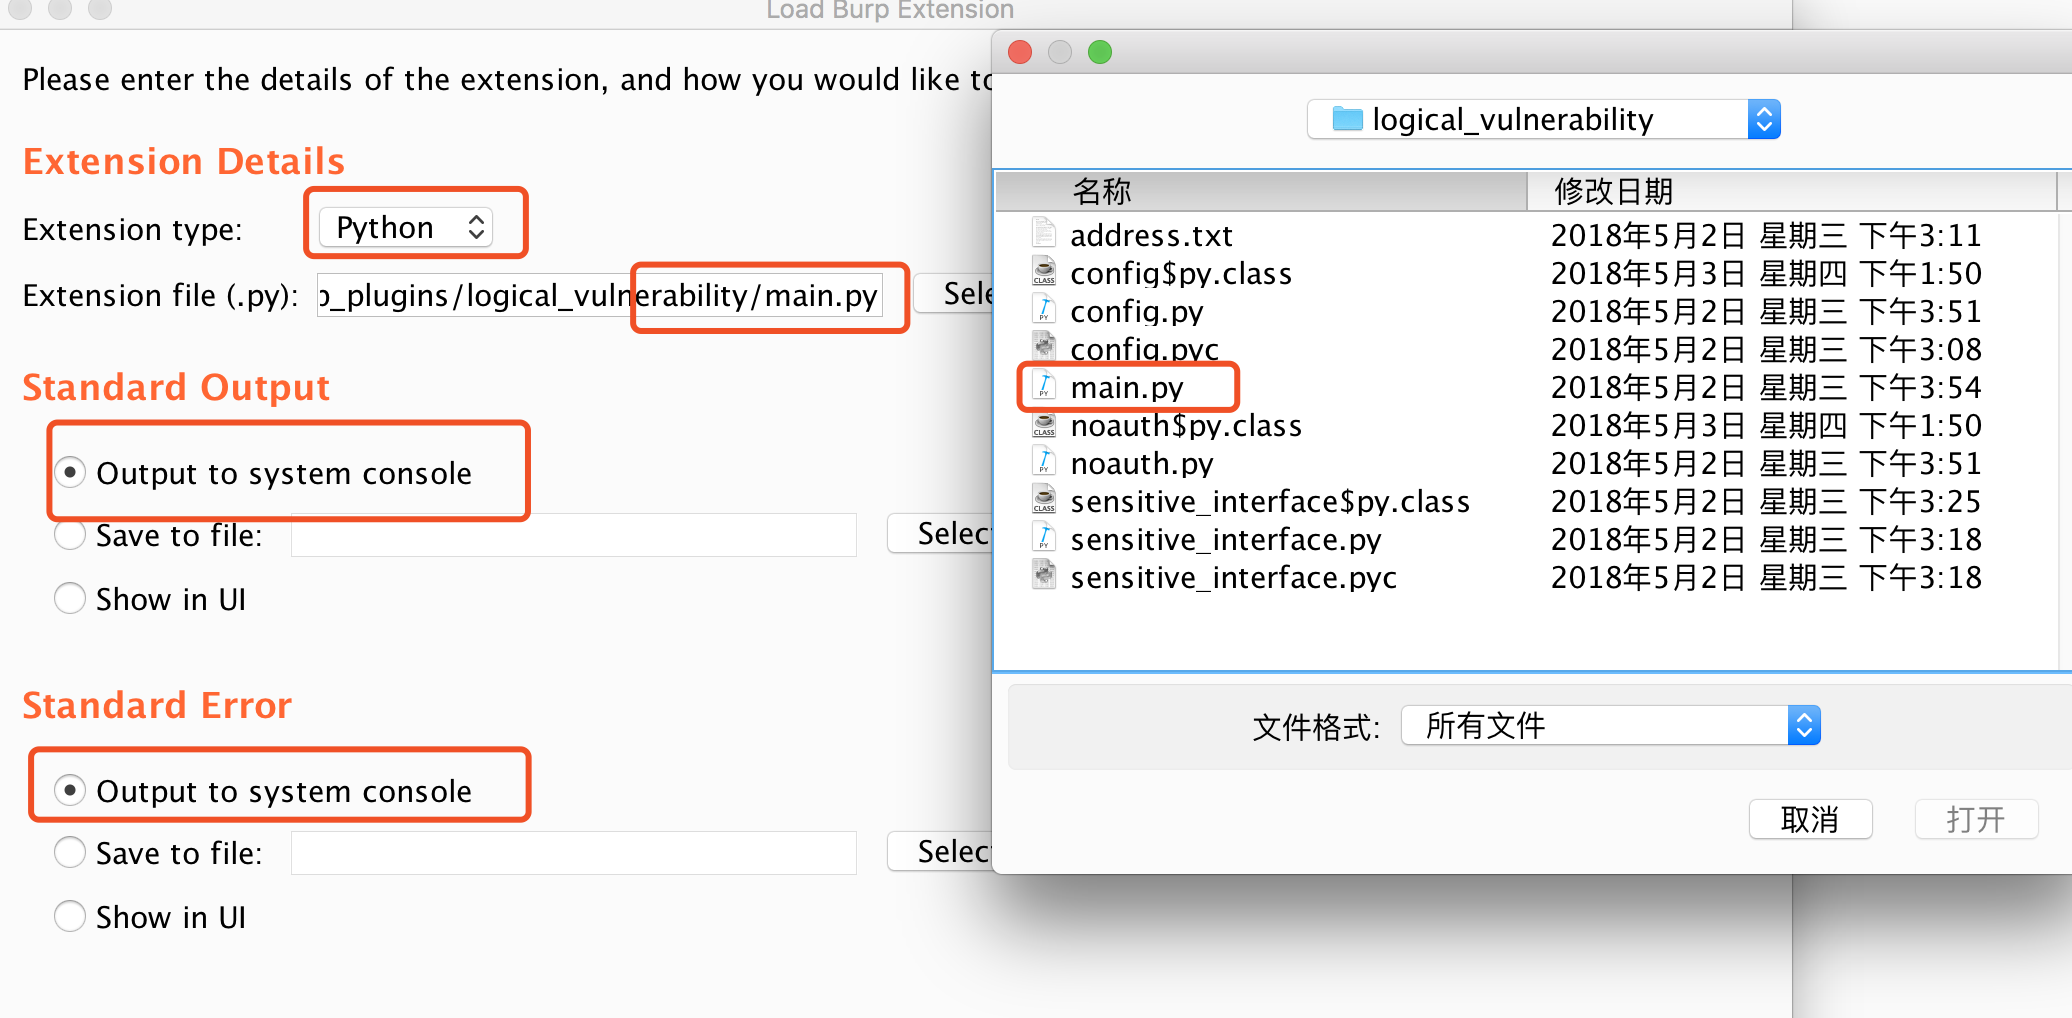 Load Burp Extension
Please enter the details of the extension, and how you would like to
Extension Details
Extension type: Python
Extension file (.py): _plugins/logical_vulnerability/main.py
Standard Output
Output to system console
Save to file:
Show in UI
Standard Error
Output to system console
Save to file:
Show in UI
logical_vulnerability
名称 修改日期
address.txt 2018年5月2日 星期三 下午3:11
config$py.class 2018年5月3日 星期四 下午1:50
config.py 2018年5月2日 星期三 下午3:51
config.pyc 2018年5月2日 星期三 下午3:08
main.py 2018年5月2日 星期三 下午3:54
noauth$py.class 2018年5月3日 星期四 下午1:50
noauth.py 2018年5月2日 星期三 下午3:51
sensitive_interface$py.class 2018年5月2日 星期三 下午3:25
sensitive_interface.py 2018年5月2日 星期三 下午3:18
sensitive_interface.pyc 2018年5月2日 星期三 下午3:18
文件格式: 所有文件
取消 打开